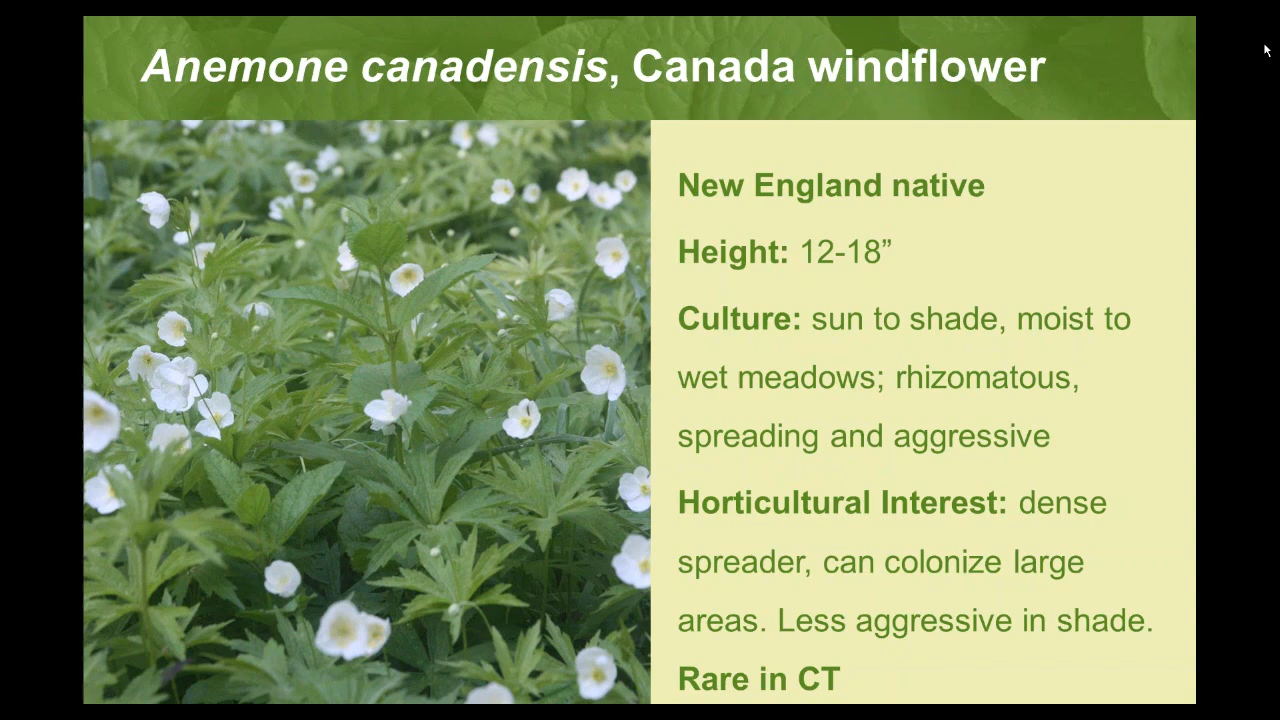 Anemone canadensis, Canada windflower
New England native
Height: 12-18”
Culture: sun to shade, moist to
wet meadows; rhizomatous,
spreading and aggressive
Horticultural Interest: dense
spreader, can colonize large
areas. Less aggressive in shade.
Rare in CT